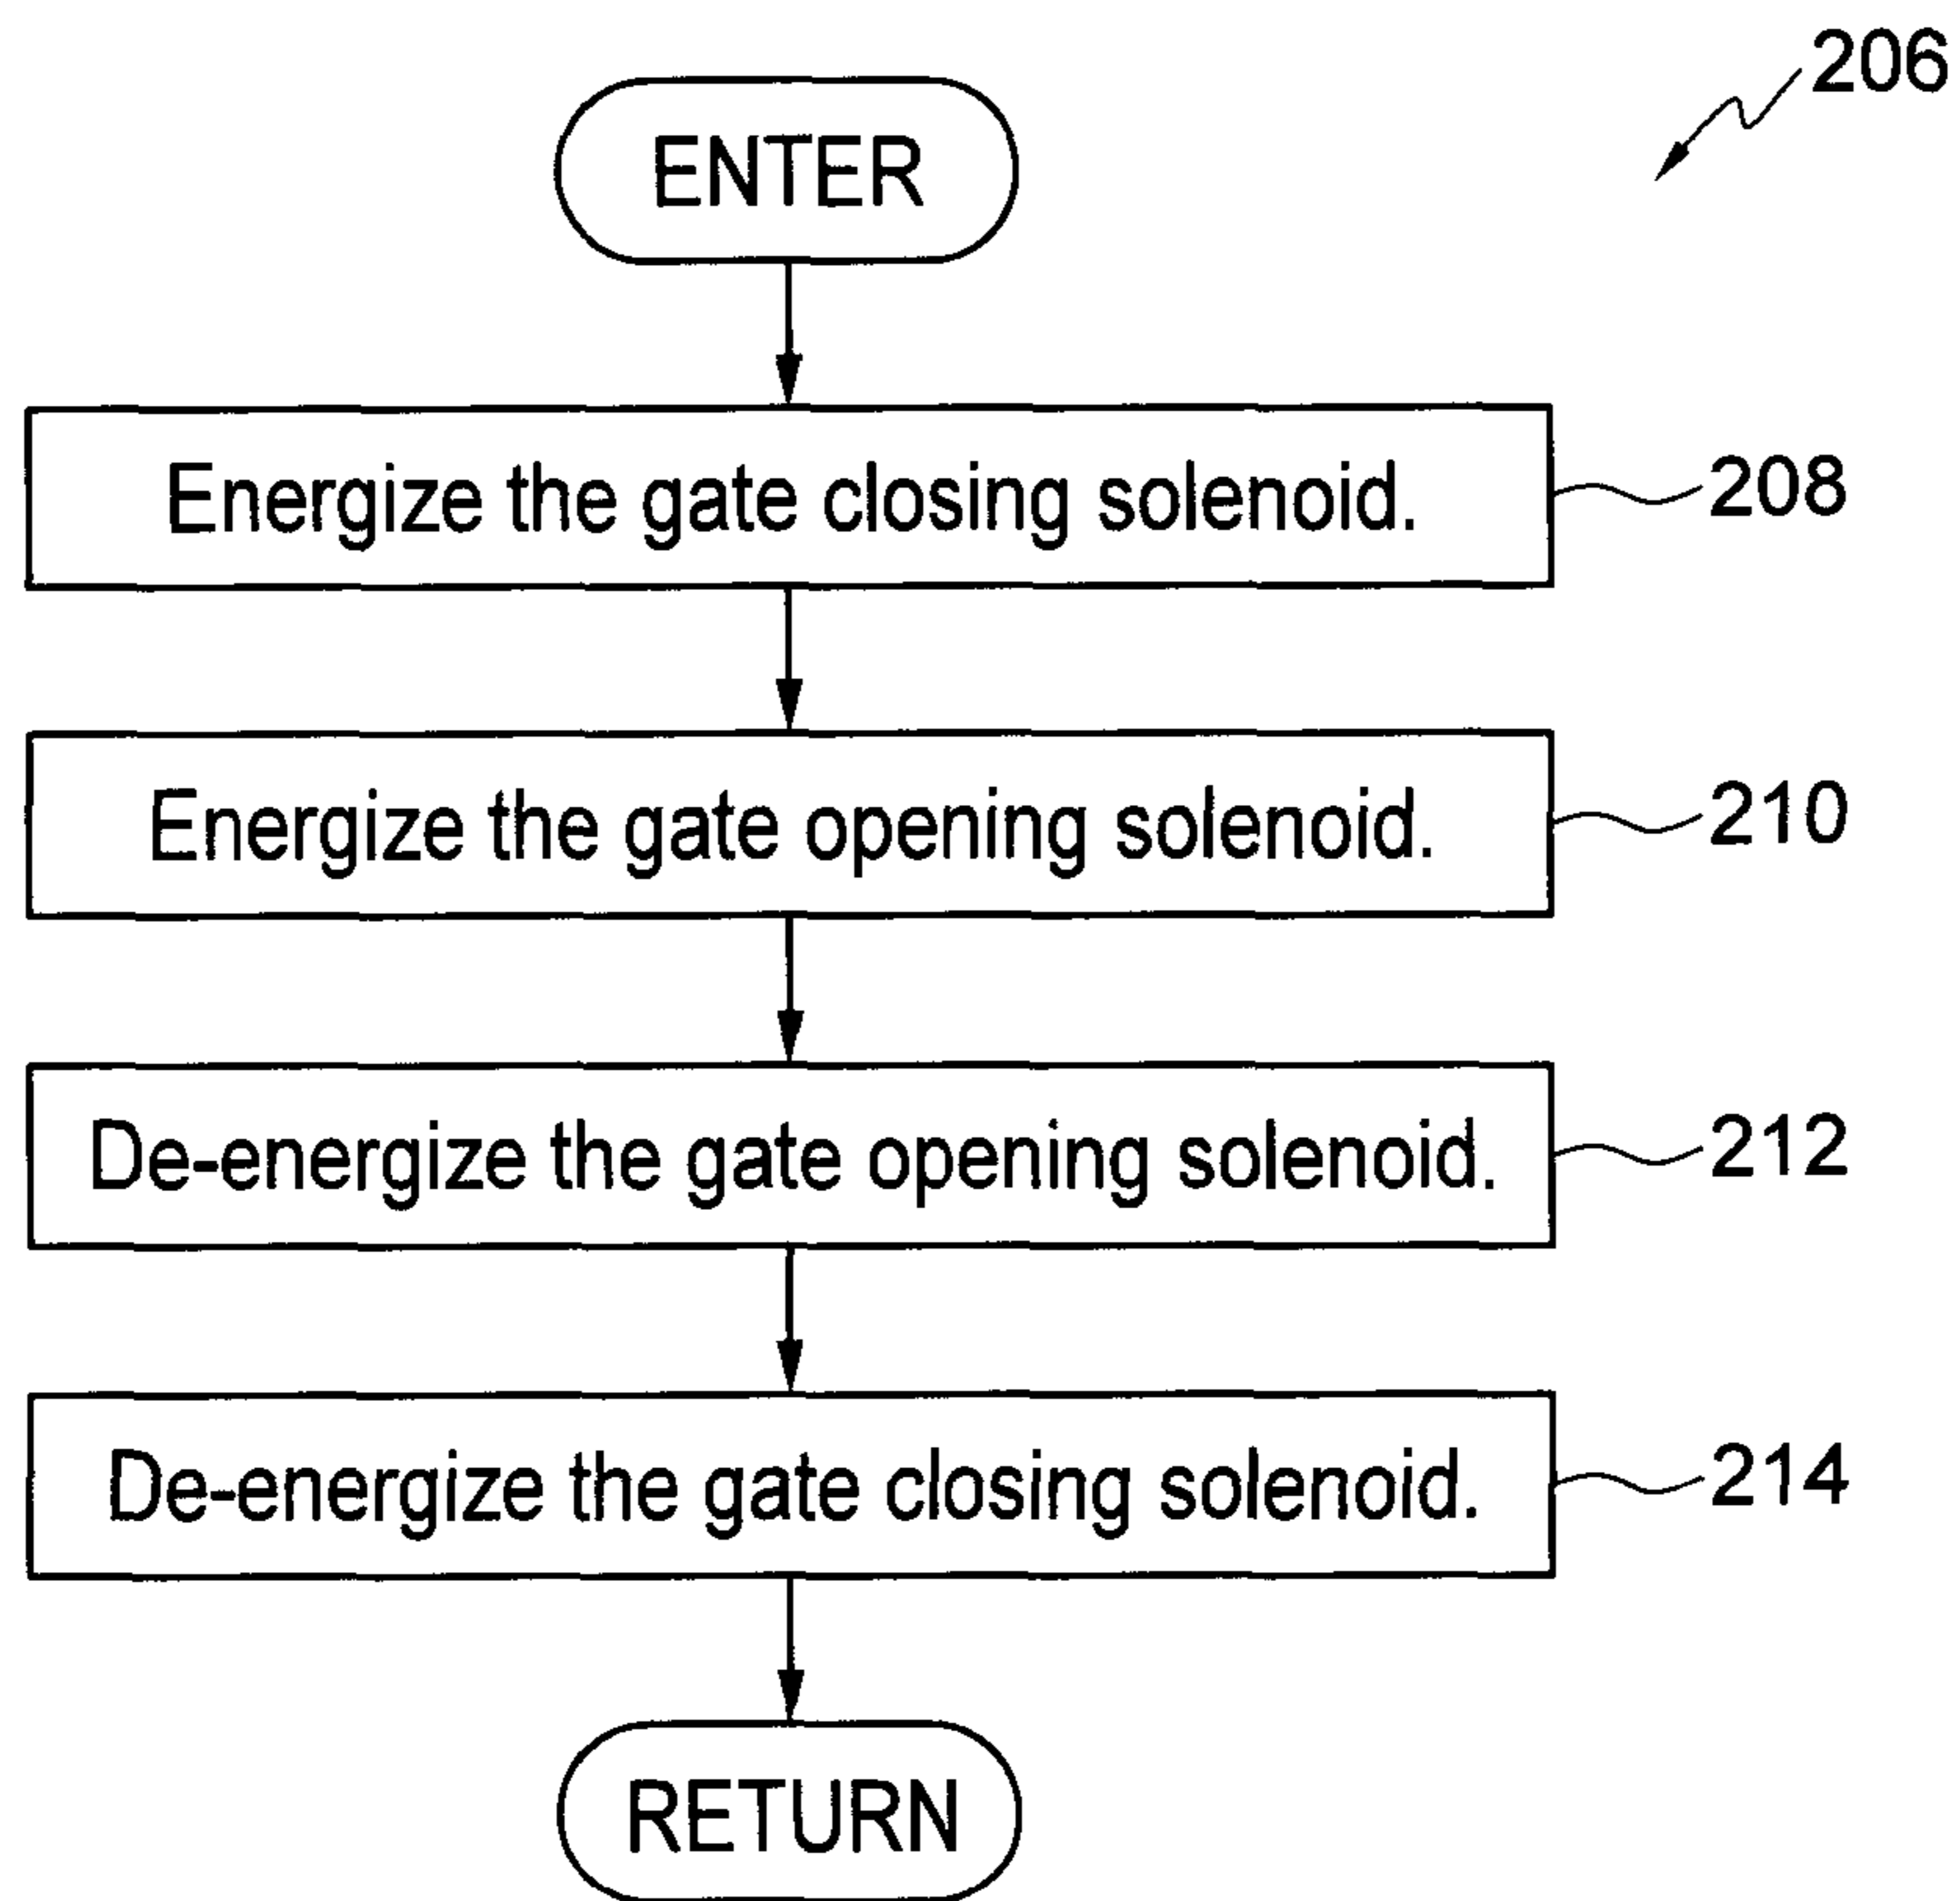 206
ENTER
Energize the gate closing solenoid.
208
Energize the gate opening solenoid.
210
De-energize the gate opening solenoid.
212
De-energize the gate closing solenoid.
214
RETURN